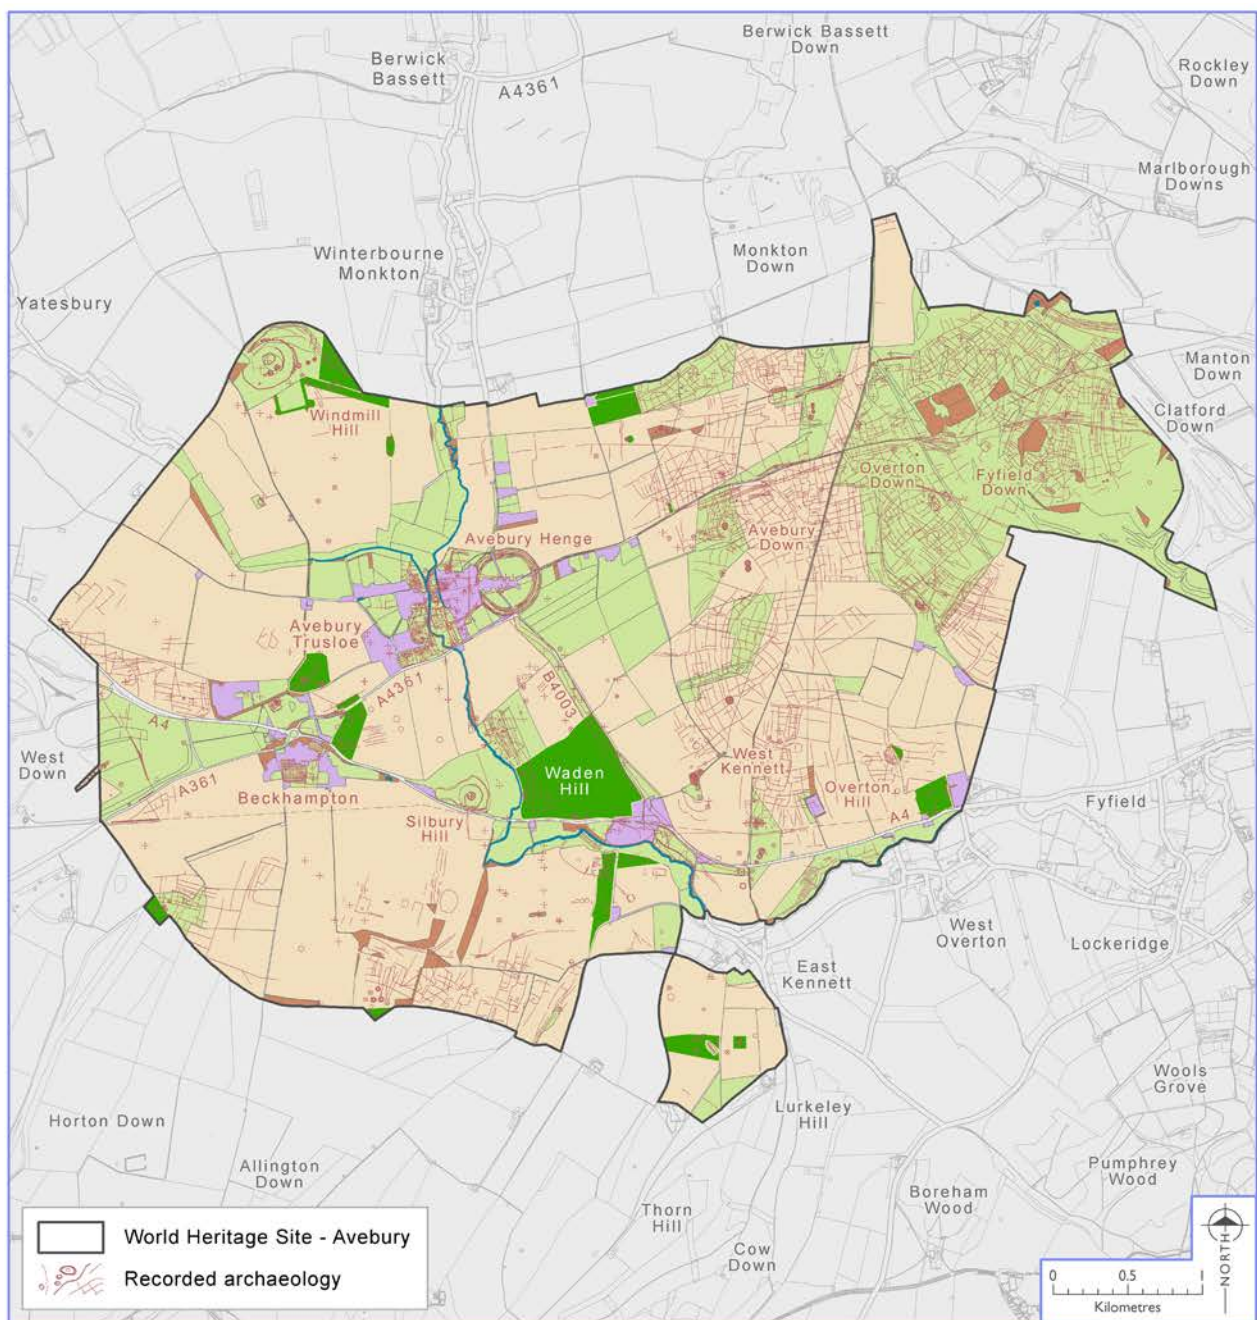 Berwick Bassett
Down
Berwick
Bassett
A4361
Rockley
Down
Marlborough
Downs
Winterbourne
Monkton
Monkton
Down
Yatesbury
Manton
Down
Clatford
Down
Windmill
Hill
Overton
Down
Fyfield
Down
Avebury Henge
Avebury
Down
Avebury
Trusloe
A4361
B4003
A4
West
Down
A361
Beckhampton
Waden
Hill
West
Kennett
Silbury
Hill
Overton
Hill
A4
Fyfield
West
Overton
Lockeridge
East
Kennett
Wools
Grove
Horton Down
Lurkeley
Hill
Allington
Down
Pumphrey
Wood
Boreham
Wood
Thorn
Hill
Cow
Down
World Heritage Site - Avebury
Recorded archaeology
0 0.5 1
Kilometres
NORTH